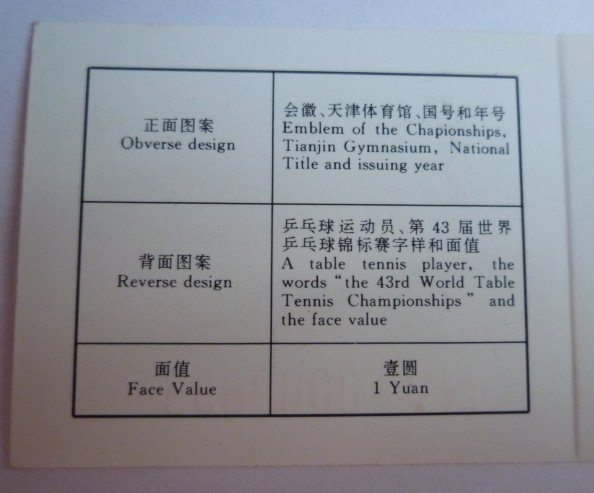 正面图案
Obverse design
会徽、天津体育馆、国号和年号
Emblem of the Chapionships,
Tianjin Gymnasium, National
Title and issuing year
背面图案
Reverse design
乒乓球运动员、第 43 届世界
乒乓球锦标赛字样和面值
A table tennis player, the
words “the 43rd World Table
Tennis Championships” and
the face value
面值
Face Value
壹圆
1 Yuan